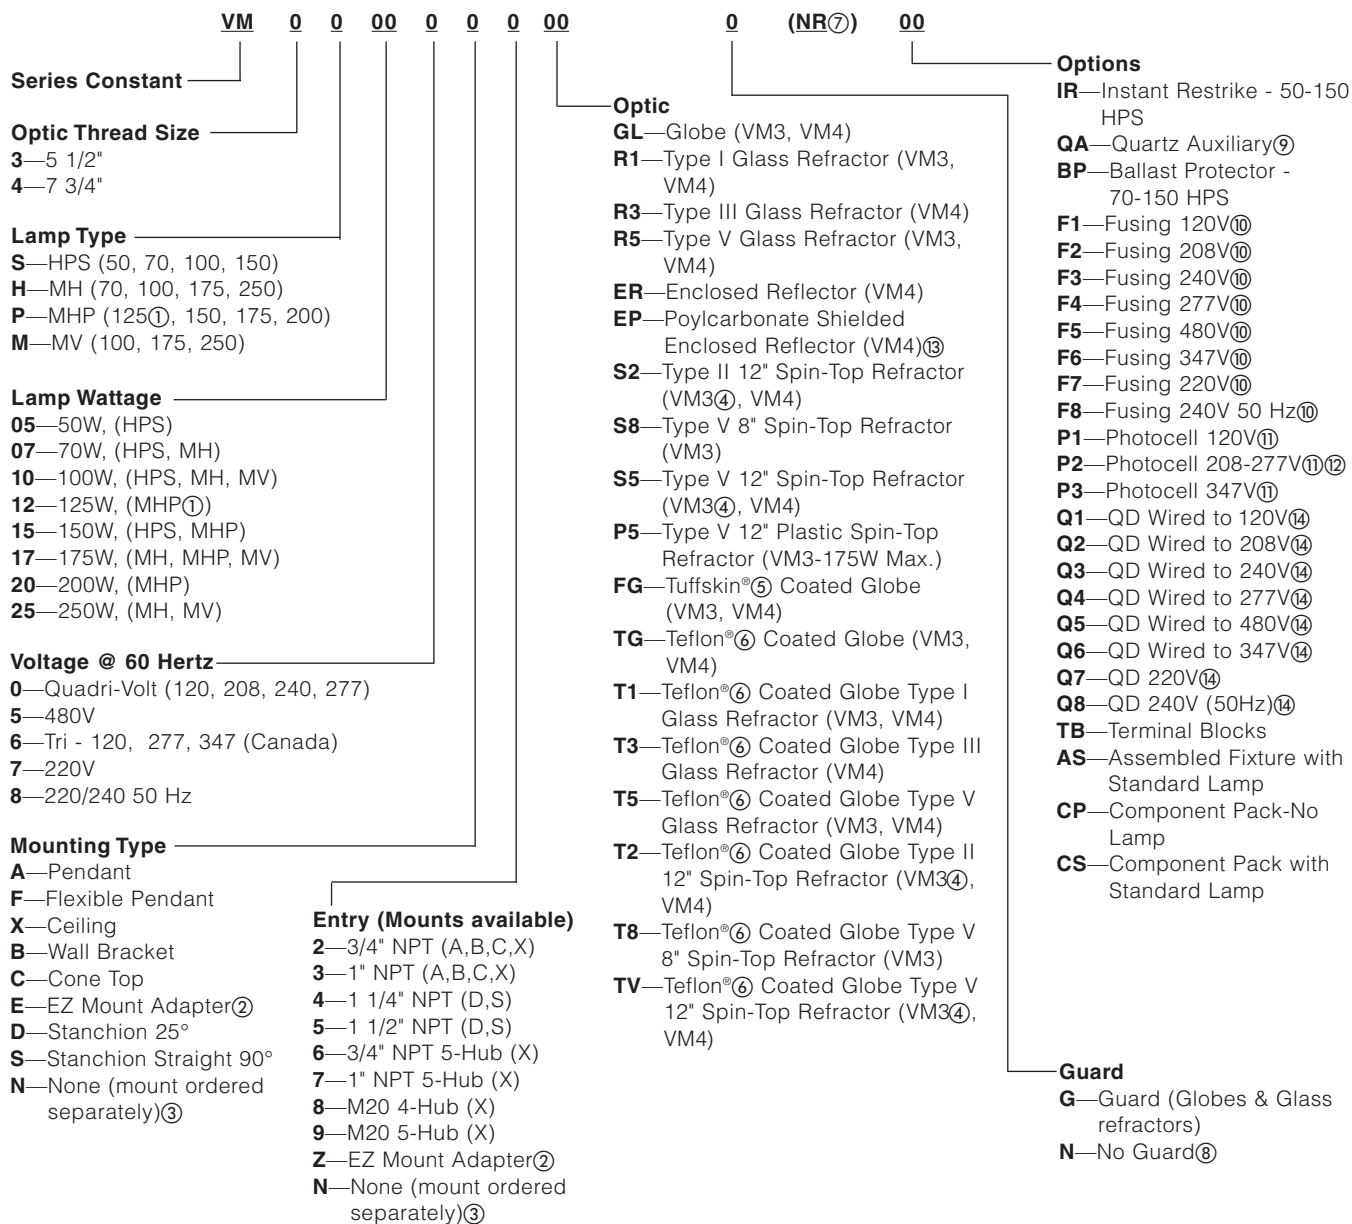 VM 0 0 00 0 0 0 00 0 (NR⑦) 00
Series Constant
Optic Thread Size
3—5 1/2"
4—7 3/4"
Lamp Type
S—HPS (50, 70, 100, 150)
H—MH (70, 100, 175, 250)
P—MHP (125①, 150, 175, 200)
M—MV (100, 175, 250)
Lamp Wattage
05—50W, (HPS)
07—70W, (HPS, MH)
10—100W, (HPS, MH, MV)
12—125W, (MHP①)
15—150W, (HPS, MHP)
17—175W, (MH, MHP, MV)
20—200W, (MHP)
25—250W, (MH, MV)
Voltage @ 60 Hertz
0—Quadri-Volt (120, 208, 240, 277)
5—480V
6—Tri - 120, 277, 347 (Canada)
7—220V
8—220/240 50 Hz
Mounting Type
A—Pendant
F—Flexible Pendant
X—Ceiling
B—Wall Bracket
C—Cone Top
E—EZ Mount Adapter②
D—Stanchion 25°
S—Stanchion Straight 90°
N—None (mount ordered
separately)③
Entry (Mounts available)
2—3/4" NPT (A,B,C,X)
3—1" NPT (A,B,C,X)
4—1 1/4" NPT (D,S)
5—1 1/2" NPT (D,S)
6—3/4" NPT 5-Hub (X)
7—1" NPT 5-Hub (X)
8—M20 4-Hub (X)
9—M20 5-Hub (X)
Z—EZ Mount Adapter②
N—None (mount ordered
separately)③
Optic
GL—Globe (VM3, VM4)
R1—Type I Glass Refractor (VM3,
VM4)
R3—Type III Glass Refractor (VM4)
R5—Type V Glass Refractor (VM3,
VM4)
ER—Enclosed Reflector (VM4)
EP—Poylcarbonate Shielded
Enclosed Reflector (VM4)⑬
S2—Type II 12" Spin-Top Refractor
(VM3④, VM4)
S8—Type V 8" Spin-Top Refractor
(VM3)
S5—Type V 12" Spin-Top Refractor
(VM3④, VM4)
P5—Type V 12" Plastic Spin-Top
Refractor (VM3-175W Max.)
FG—Tuffskin®⑤ Coated Globe
(VM3, VM4)
TG—Teflon®⑥ Coated Globe (VM3,
VM4)
T1—Teflon®⑥ Coated Globe Type I
Glass Refractor (VM3, VM4)
T3—Teflon®⑥ Coated Globe Type III
Glass Refractor (VM4)
T5—Teflon®⑥ Coated Globe Type V
Glass Refractor (VM3, VM4)
T2—Teflon®⑥ Coated Globe Type II
12" Spin-Top Refractor (VM3④,
VM4)
T8—Teflon®⑥ Coated Globe Type V
8" Spin-Top Refractor (VM3)
TV—Teflon®⑥ Coated Globe Type V
12" Spin-Top Refractor (VM3④,
VM4)
Options
IR—Instant Restrike - 50-150
HPS
QA—Quartz Auxiliary⑨
BP—Ballast Protector -
70-150 HPS
F1—Fusing 120V⑩
F2—Fusing 208V⑩
F3—Fusing 240V⑩
F4—Fusing 277V⑩
F5—Fusing 480V⑩
F6—Fusing 347V⑩
F7—Fusing 220V⑩
F8—Fusing 240V 50 Hz⑩
P1—Photocell 120V⑪
P2—Photocell 208-277V⑪⑫
P3—Photocell 347V⑪
Q1—QD Wired to 120V⑭
Q2—QD Wired to 208V⑭
Q3—QD Wired to 240V⑭
Q4—QD Wired to 277V⑭
Q5—QD Wired to 480V⑭
Q6—QD Wired to 347V⑭
Q7—QD 220V⑭
Q8—QD 240V (50Hz)⑭
TB—Terminal Blocks
AS—Assembled Fixture with
Standard Lamp
CP—Component Pack-No
Lamp
CS—Component Pack with
Standard Lamp
Guard
G—Guard (Globes & Glass
refractors)
N—No Guard⑧